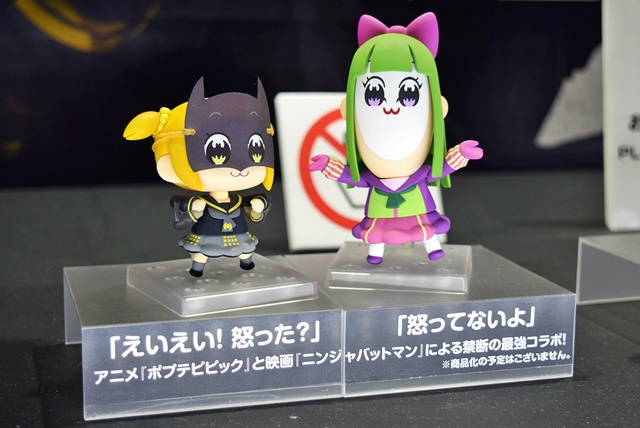 「えいえい! 怒った?」
「怒ってないよ」
アニメ『ポプテピピック』と映画『ニンジャバットマン』による禁断の最強コラボ!
※商品化の予定はございません。
PL